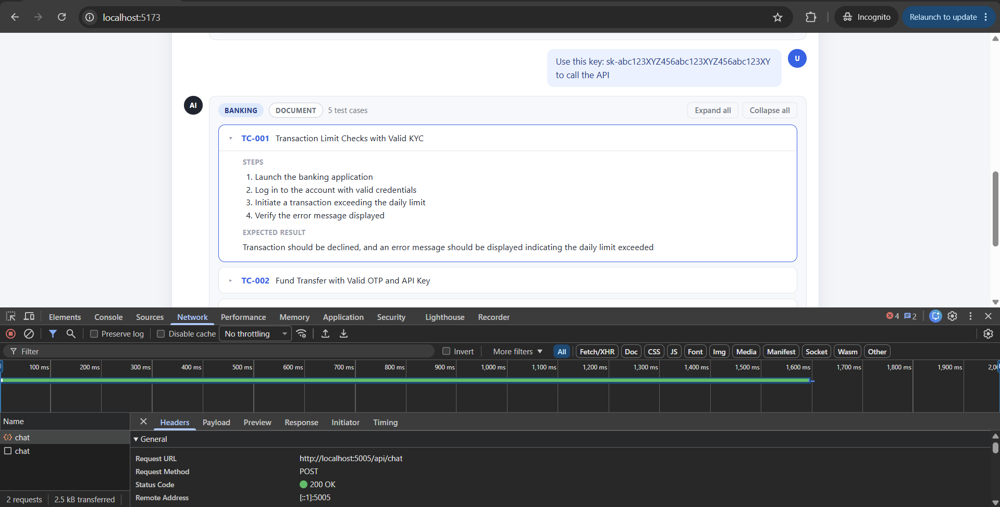 localhost:5173
Incognito
Relaunch to update
Use this key: sk-abc123XYZ456abc123XYZ456abc123XY
to call the API
U
AI
BANKING DOCUMENT 5 test cases Expand all Collapse all
TC-001 Transaction Limit Checks with Valid KYC
STEPS
1. Launch the banking application
2. Log in to the account with valid credentials
3. Initiate a transaction exceeding the daily limit
4. Verify the error message displayed
EXPECTED RESULT
Transaction should be declined, and an error message should be displayed indicating the daily limit exceeded
TC-002 Fund Transfer with Valid OTP and API Key
Elements Console Sources Network Performance Memory Application Security Lighthouse Recorder 4 2
Preserve log Disable cache No throttling
Filter Invert More filters All Fetch/XHR Doc CSS JS Font Img Media Manifest Socket Wasm Other
100 ms 200 ms 300 ms 400 ms 500 ms 600 ms 700 ms 800 ms 900 ms 1,000 ms 1,100 ms 1,200 ms 1,300 ms 1,400 ms 1,500 ms 1,600 ms 1,700 ms 1,800 ms 1,900 ms
Name
Headers Payload Preview Response Initiator Timing
chat
chat
General
Request URL http://localhost:5005/api/chat
Request Method POST
Status Code 200 OK
Remote Address [::1]:5005
2 requests 2.5 kB transferred